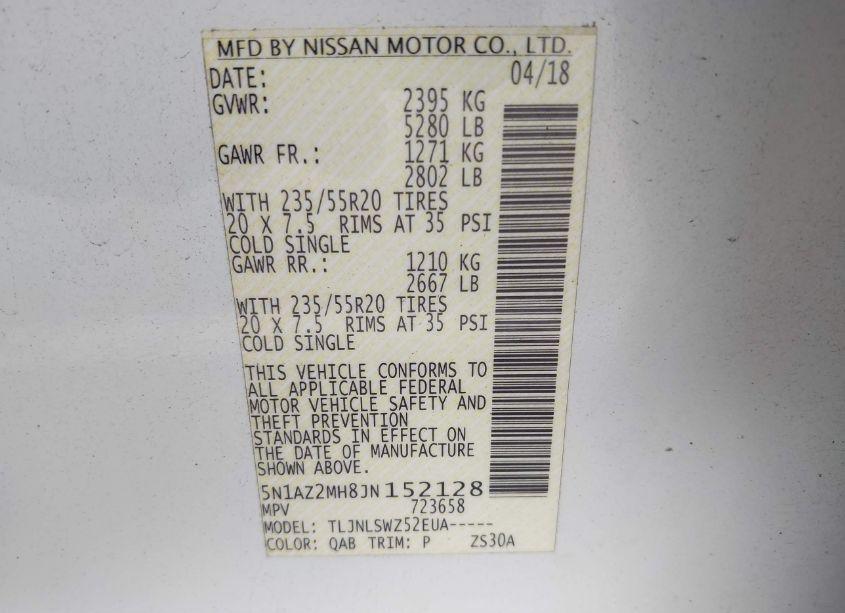 MFD BY NISSAN MOTOR CO., LTD.
DATE: 04/18
GVWR: 2395 KG
5280 LB
GAWR FR.: 1271 KG
2802 LB
WITH 235/55R20 TIRES
20 X 7.5 RIMS AT 35 PSI
COLD SINGLE
GAWR RR.: 1210 KG
2667 LB
WITH 235/55R20 TIRES
20 X 7.5 RIMS AT 35 PSI
COLD SINGLE
THIS VEHICLE CONFORMS TO
ALL APPLICABLE FEDERAL
MOTOR VEHICLE SAFETY AND
THEFT PREVENTION
STANDARDS IN EFFECT ON
THE DATE OF MANUFACTURE
SHOWN ABOVE.
5N1AZ2MH8JN152128
MPV 723658
MODEL: TLJNLSWZ52EUA-----
COLOR: QAB TRIM: P ZS30A